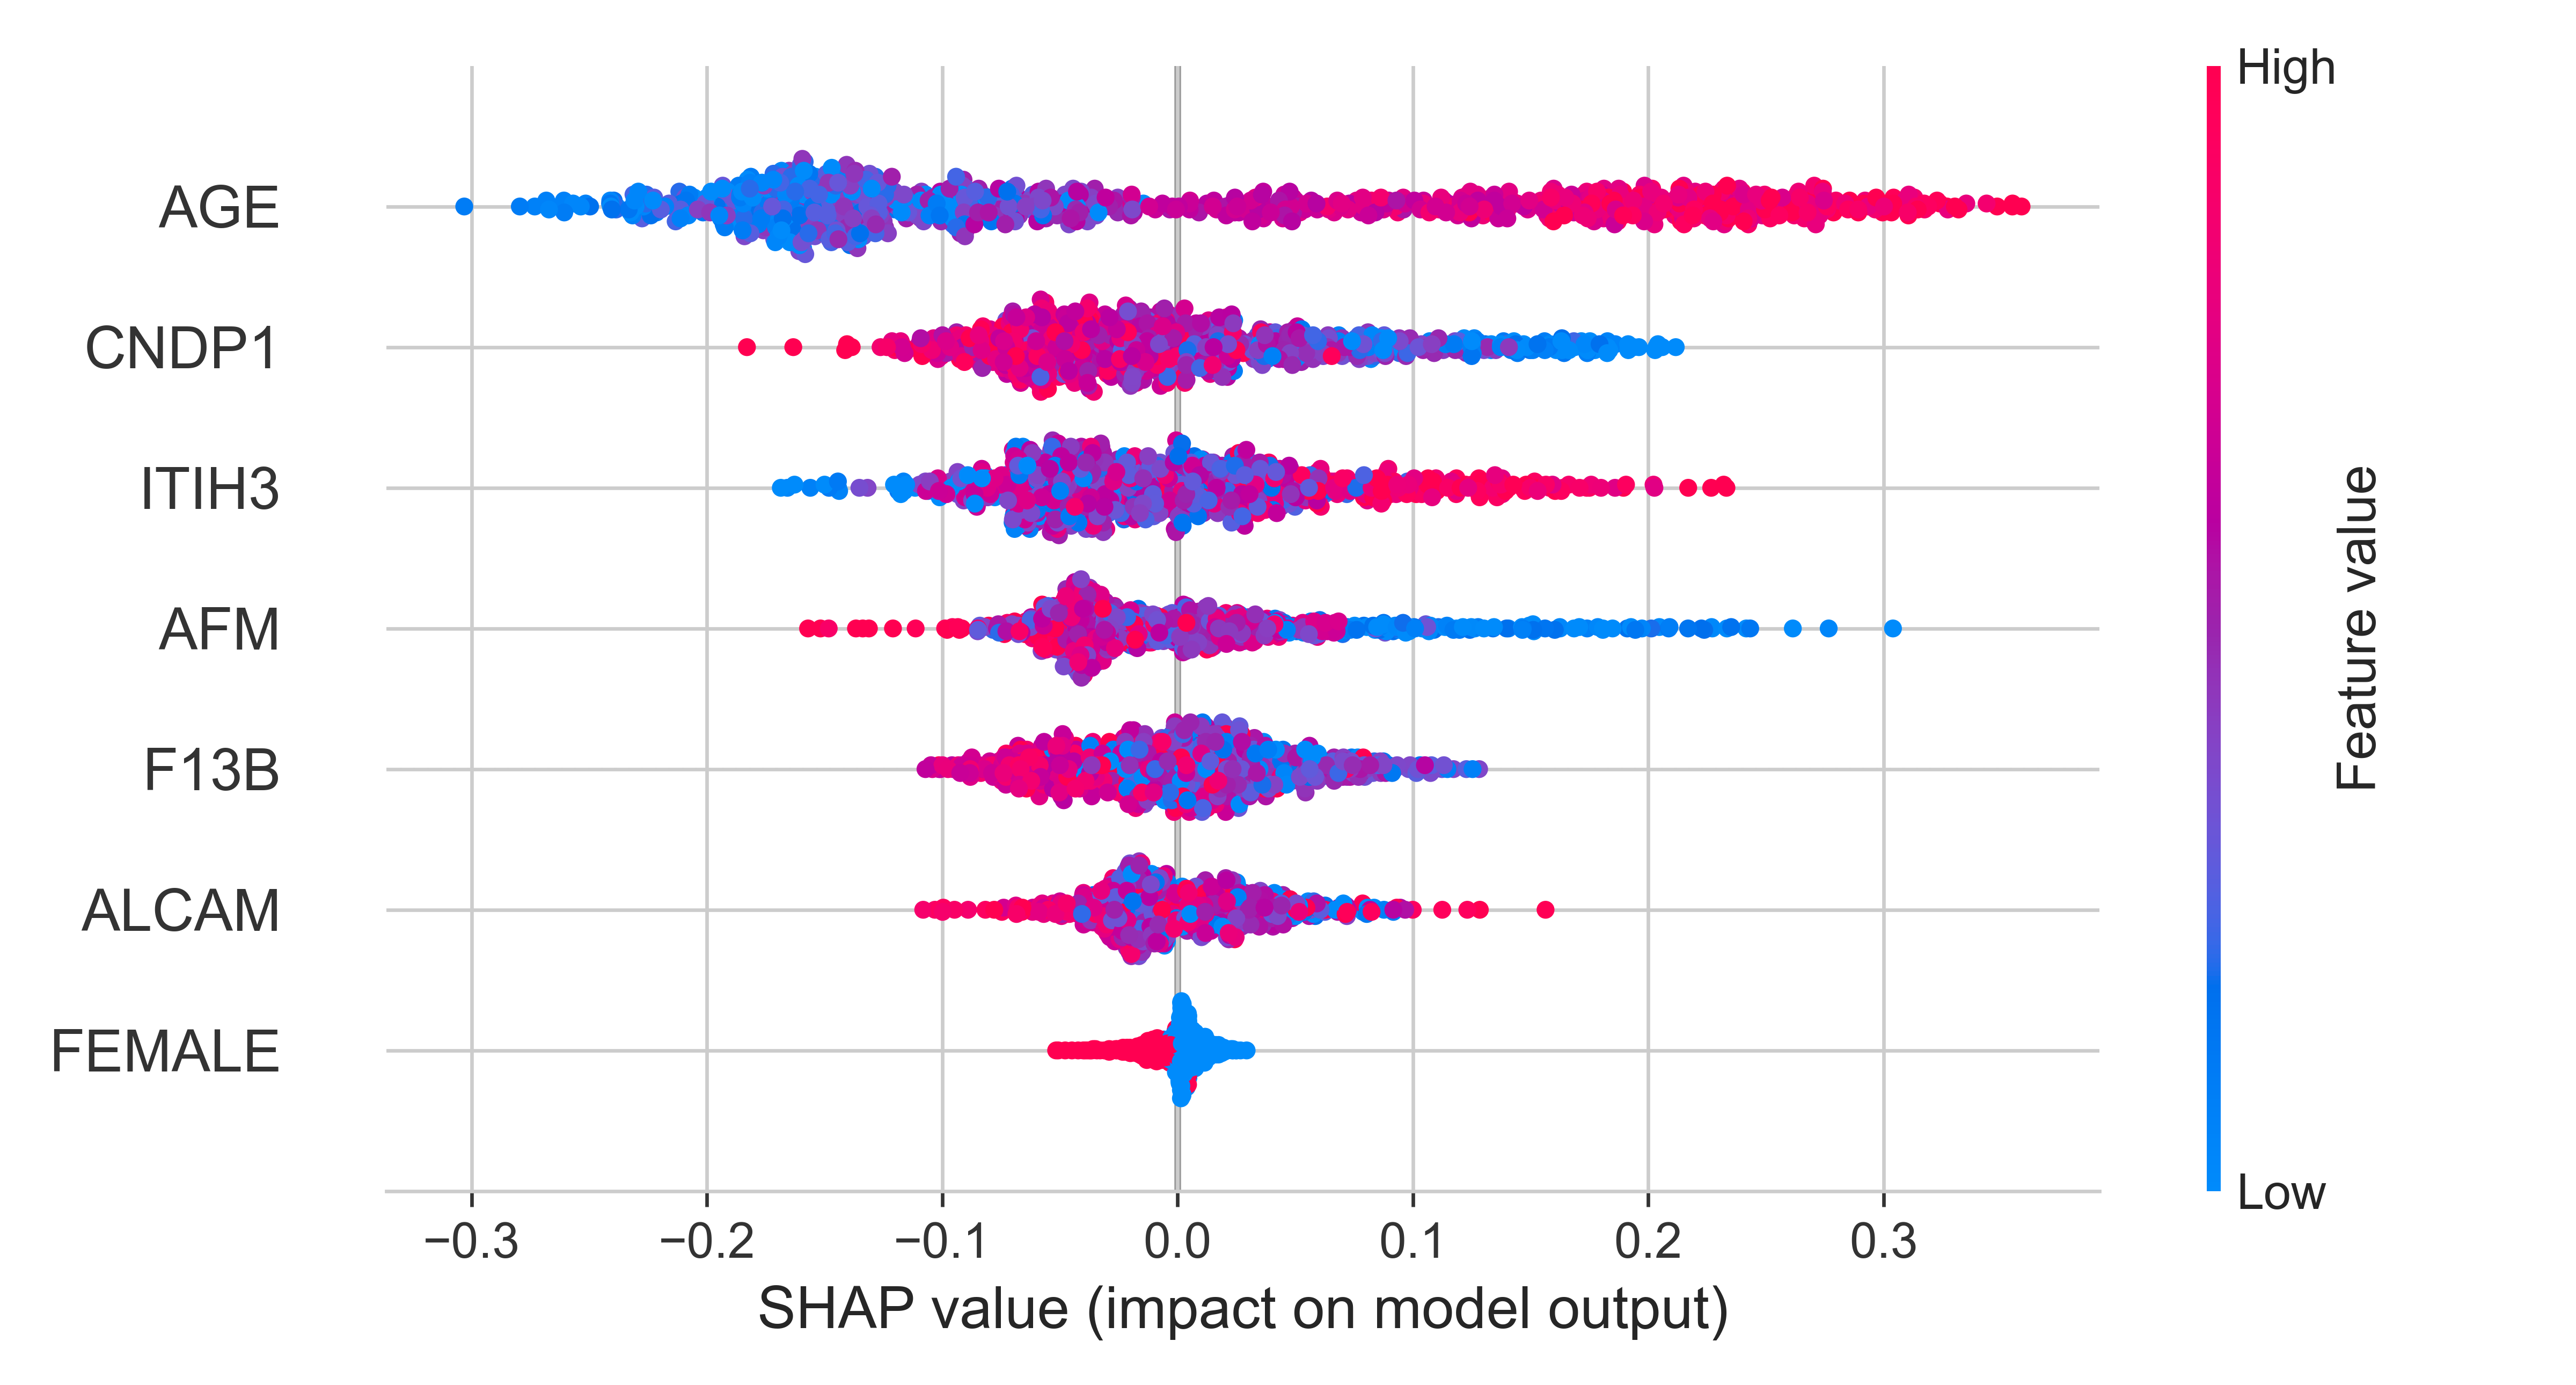 High
AGE
CNDP1
ITIH3
AFM
F13B
ALCAM
FEMALE
Feature value
Low
−0.3 −0.2 −0.1 0.0 0.1 0.2 0.3
SHAP value (impact on model output)